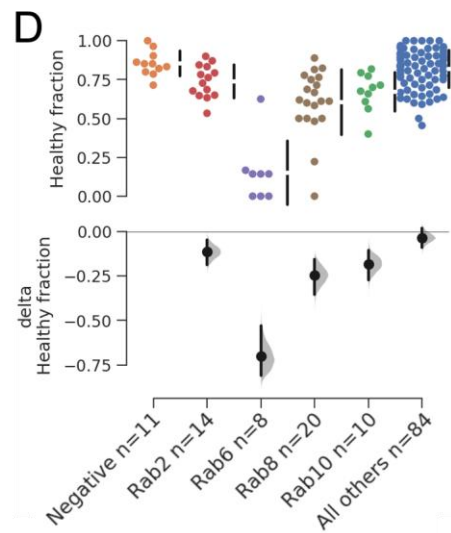 D
Healthy fraction
1.00
0.75
0.50
0.25
0.00
delta
Healthy fraction
0.00
−0.25
−0.50
−0.75
Negative n=11
Rab2 n=14
Rab6 n=8
Rab8 n=20
Rab10 n=10
All others n=84